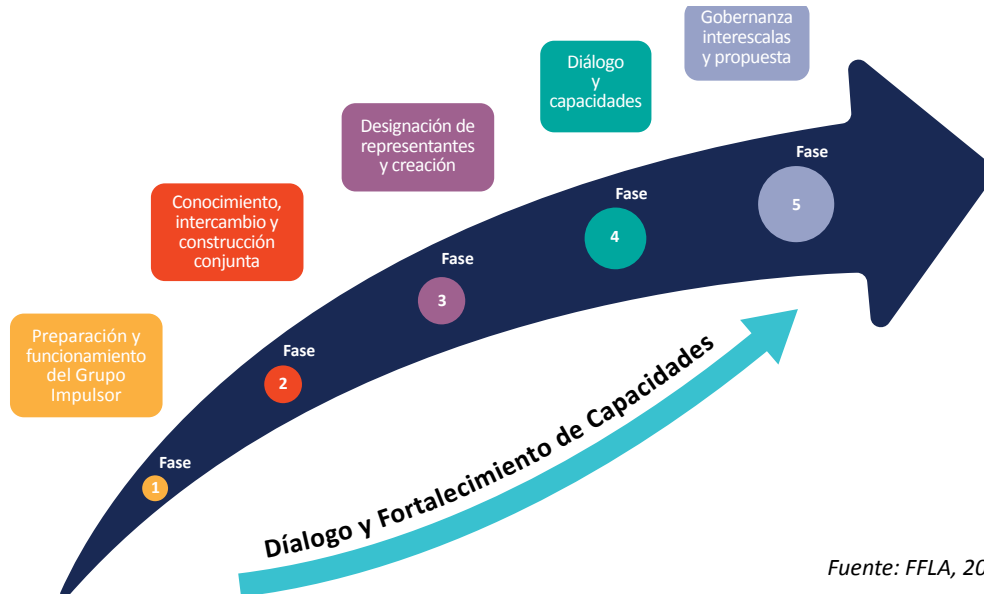 Gobernanza
interescalas
y propuesta
Diálogo
y
capacidades
Designación de
representantes
y creación
Conocimiento,
intercambio y
construcción
conjunta
Preparación y
funcionamiento
del Grupo
Impulsor
Fase
5
Fase
4
Fase
3
Fase
2
Fase
1
Díalogo y Fortalecimiento de Capacidades
Fuente: FFLA, 20